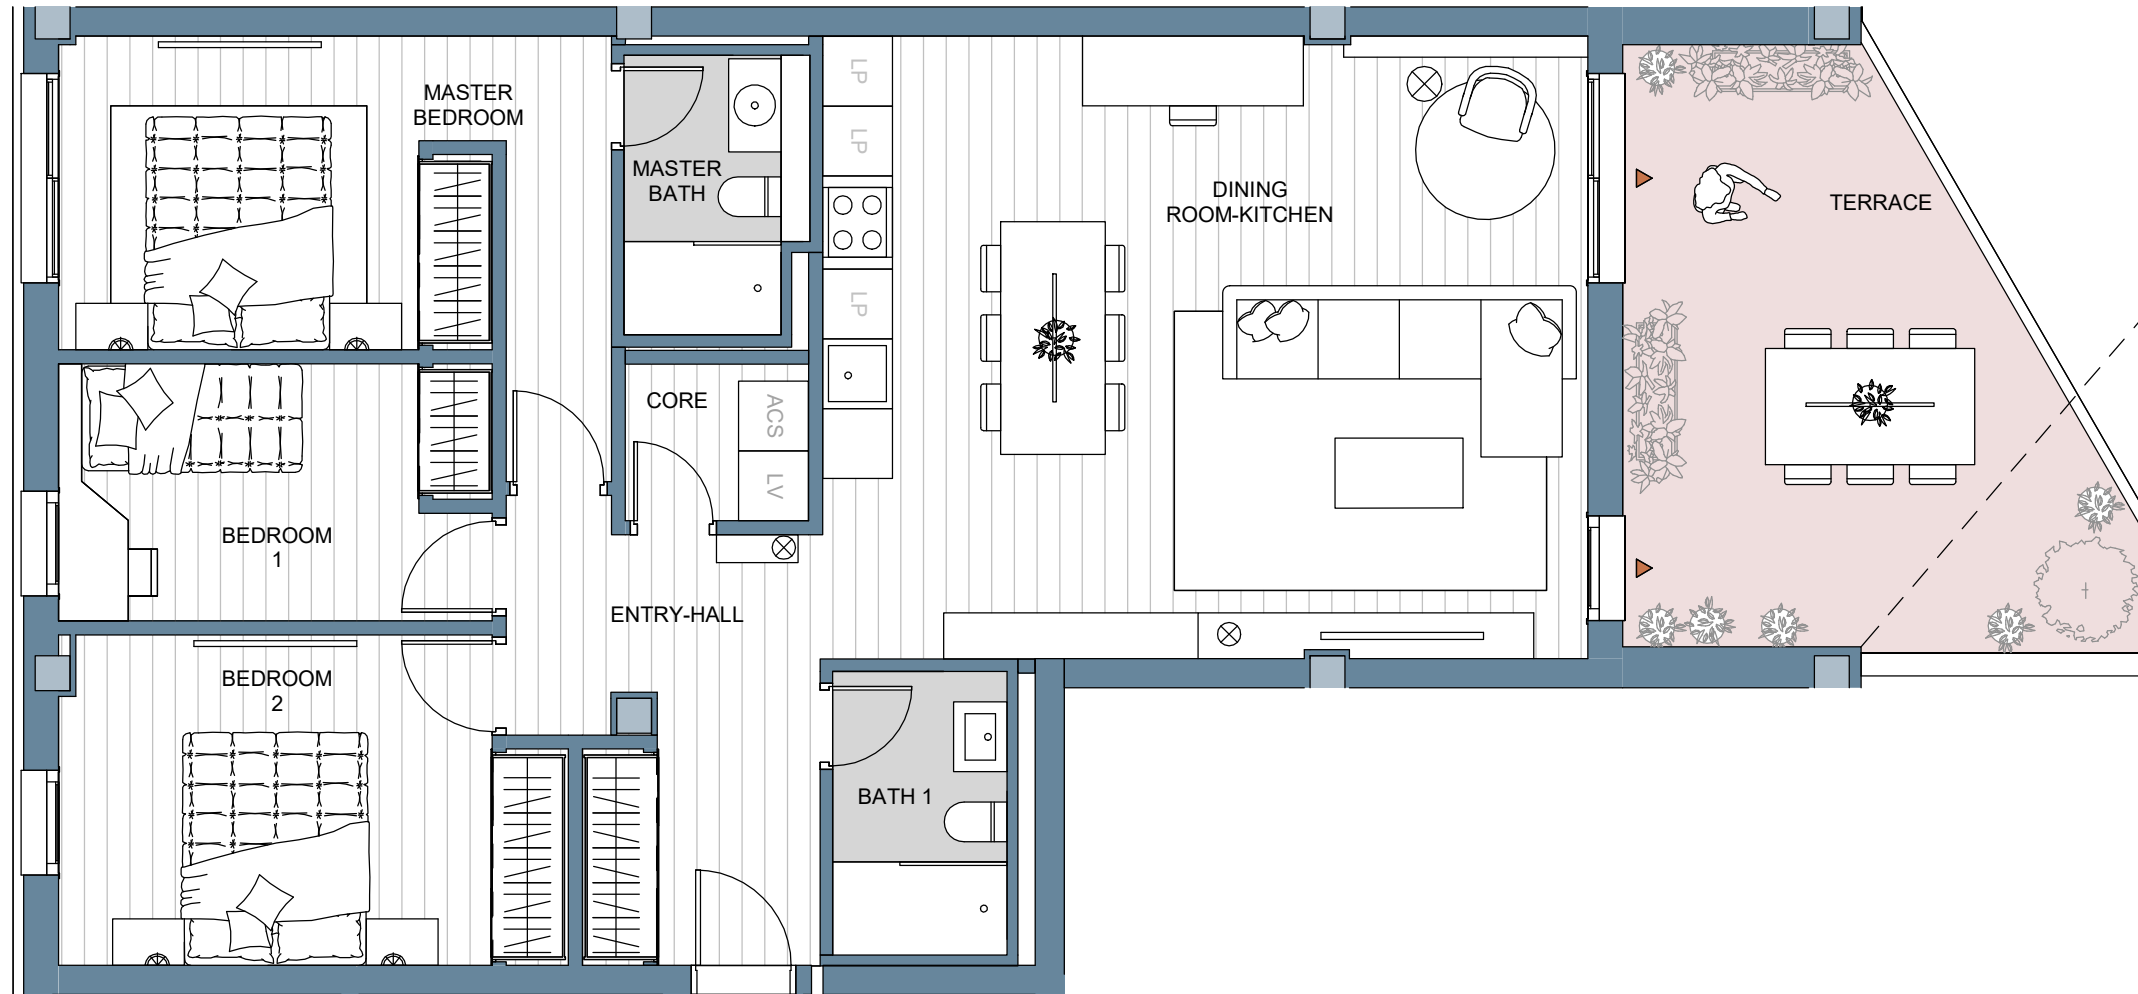 MASTER
BEDROOM
MASTER
BATH
LP
LP
LP
DINING
ROOM-KITCHEN
TERRACE
CORE
ACS
LV
BEDROOM
1
ENTRY-HALL
BEDROOM
2
BATH 1